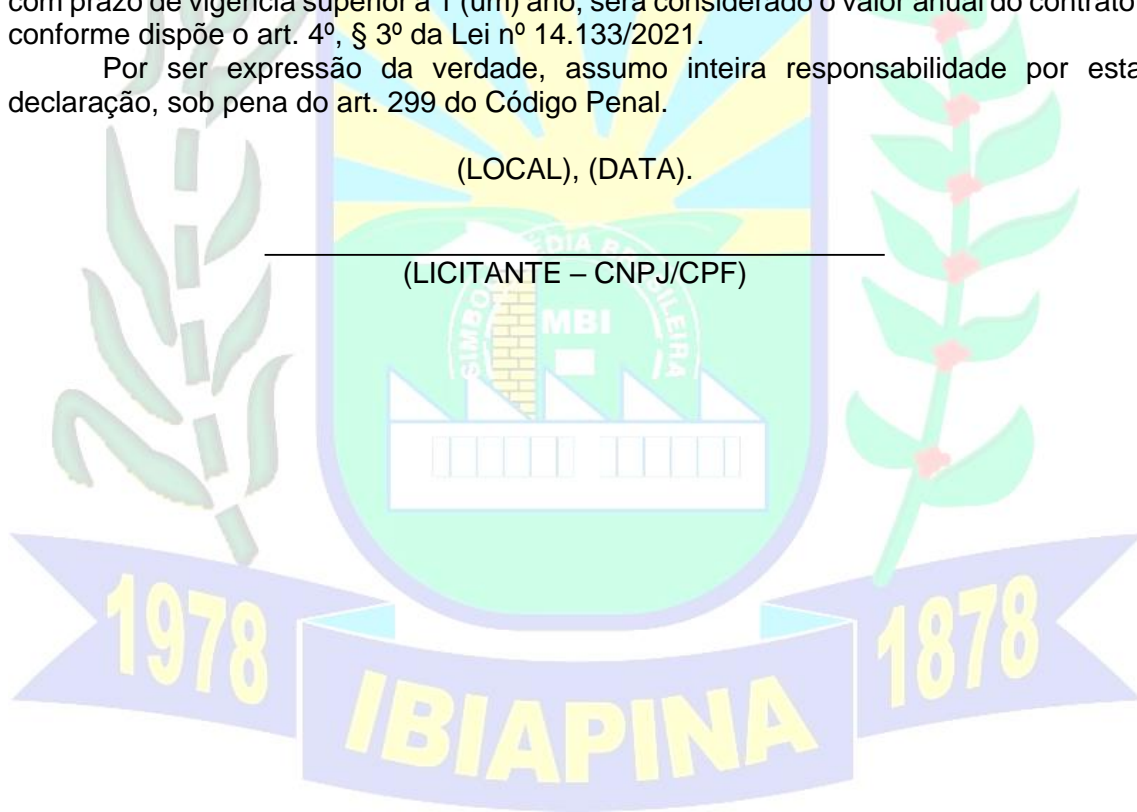 com prazo de vigência superior a 1 (um) ano, será considerado o valor anual do contrato
conforme dispõe o art. 4º, § 3º da Lei nº 14.133/2021.
Por ser expressão da verdade, assumo inteira responsabilidade por esta
declaração, sob pena do art. 299 do Código Penal.
(LOCAL), (DATA).
(LICITANTE – CNPJ/CPF)
MBI
1978
1878
IBIAPINA